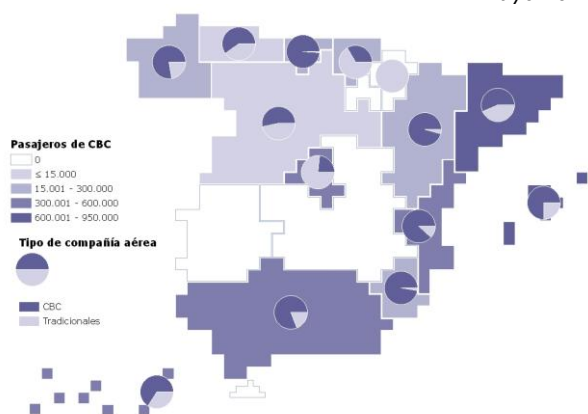 Pasajeros de CBC
0
≤ 15.000
15.001 - 300.000
300.001 - 600.000
600.001 - 950.000
Tipo de compañía aérea
CBC
Tradicionales